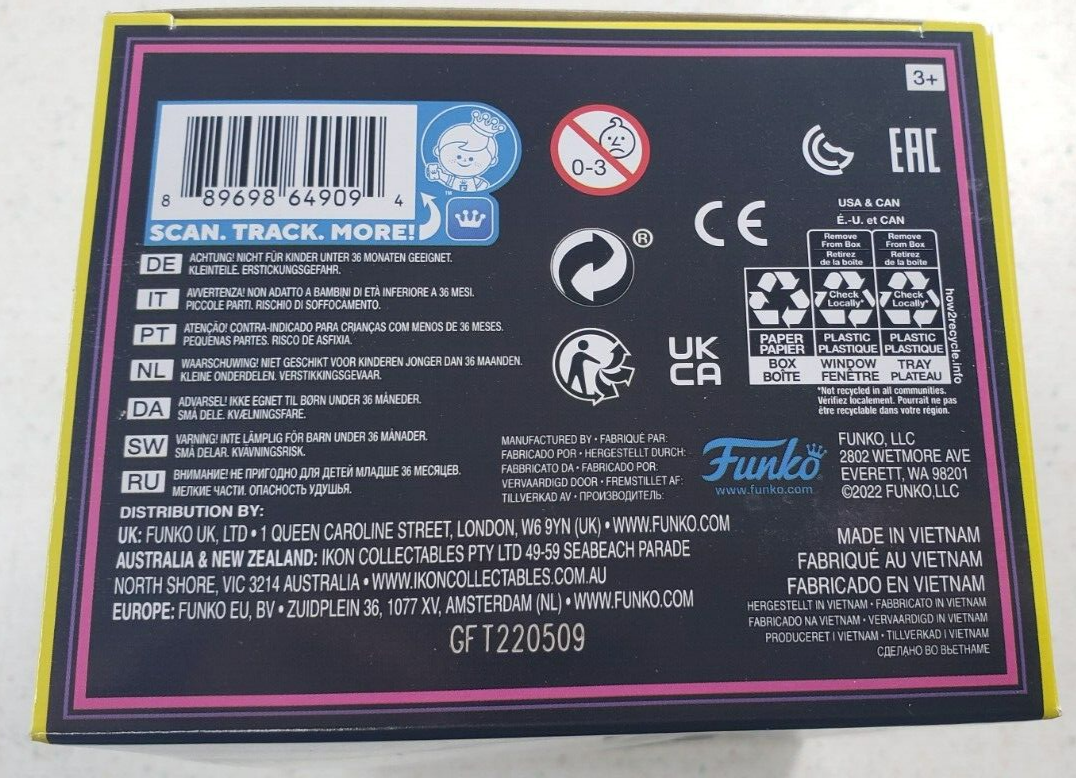 3+
8 89698 64909 4
SCAN. TRACK. MORE!
™
0-3
®
CE
EAC
UK
CA
USA & CAN
É.-U. et CAN
Remove
From Box
Retirez
de la boîte
Remove
From Box
Retirez
de la boîte
Check
Locally*
Check
Locally*
PAPER
PAPIER
PLASTIC
PLASTIQUE
PLASTIC
PLASTIQUE
BOX
BOÎTE
WINDOW
FENÊTRE
TRAY
PLATEAU
how2recycle.info
*Not recycled in all communities.
Vérifiez localement. Pourrait ne pas
être recyclable dans votre région.
DE ACHTUNG! NICHT FÜR KINDER UNTER 36 MONATEN GEEIGNET.
KLEINTEILE. ERSTICKUNGSGEFAHR.
IT AVVERTENZA! NON ADATTO A BAMBINI DI ETÀ INFERIORE A 36 MESI.
PICCOLE PARTI. RISCHIO DI SOFFOCAMENTO.
PT ATENÇÃO! CONTRA-INDICADO PARA CRIANÇAS COM MENOS DE 36 MESES.
PEQUENAS PARTES. RISCO DE ASFIXIA.
NL WAARSCHUWING! NIET GESCHIKT VOOR KINDEREN JONGER DAN 36 MAANDEN.
KLEINE ONDERDELEN. VERSTIKKINGSGEVAAR.
DA ADVARSEL! IKKE EGNET TIL BØRN UNDER 36 MÅNEDER.
SMÅ DELE. KVÆLNINGSFARE.
SW VARNING! INTE LÄMPLIG FÖR BARN UNDER 36 MÅNADER.
SMÅ DELAR. KVÄVNINGSRISK.
RU ВНИМАНИЕ! НЕ ПРИГОДНО ДЛЯ ДЕТЕЙ МЛАДШЕ 36 МЕСЯЦЕВ.
МЕЛКИЕ ЧАСТИ. ОПАСНОСТЬ УДУШЬЯ.
MANUFACTURED BY • FABRIQUÉ PAR:
FABRICADO POR • HERGESTELLT DURCH:
FABBRICATO DA • FABRICADO POR:
VERVAARDIGD DOOR • FREMSTILLET AF:
TILLVERKAD AV • ПРОИЗВОДИТЕЛЬ:
Funko
www.funko.com
FUNKO, LLC
2802 WETMORE AVE
EVERETT, WA 98201
©2022 FUNKO,LLC
DISTRIBUTION BY:
UK: FUNKO UK, LTD • 1 QUEEN CAROLINE STREET, LONDON, W6 9YN (UK) • WWW.FUNKO.COM
AUSTRALIA & NEW ZEALAND: IKON COLLECTABLES PTY LTD 49-59 SEABEACH PARADE
NORTH SHORE, VIC 3214 AUSTRALIA • WWW.IKONCOLLECTABLES.COM.AU
EUROPE: FUNKO EU, BV • ZUIDPLEIN 36, 1077 XV, AMSTERDAM (NL) • WWW.FUNKO.COM
GFT220509
MADE IN VIETNAM
FABRIQUÉ AU VIETNAM
FABRICADO EN VIETNAM
HERGESTELLT IN VIETNAM • FABBRICATO IN VIETNAM
FABRICADO NA VIETNAM • VERVAARDIGD IN VIETNAM
PRODUCERET I VIETNAM • TILLVERKAD I VIETNAM
СДЕЛАНО ВО ВЬЕТНАМЕ